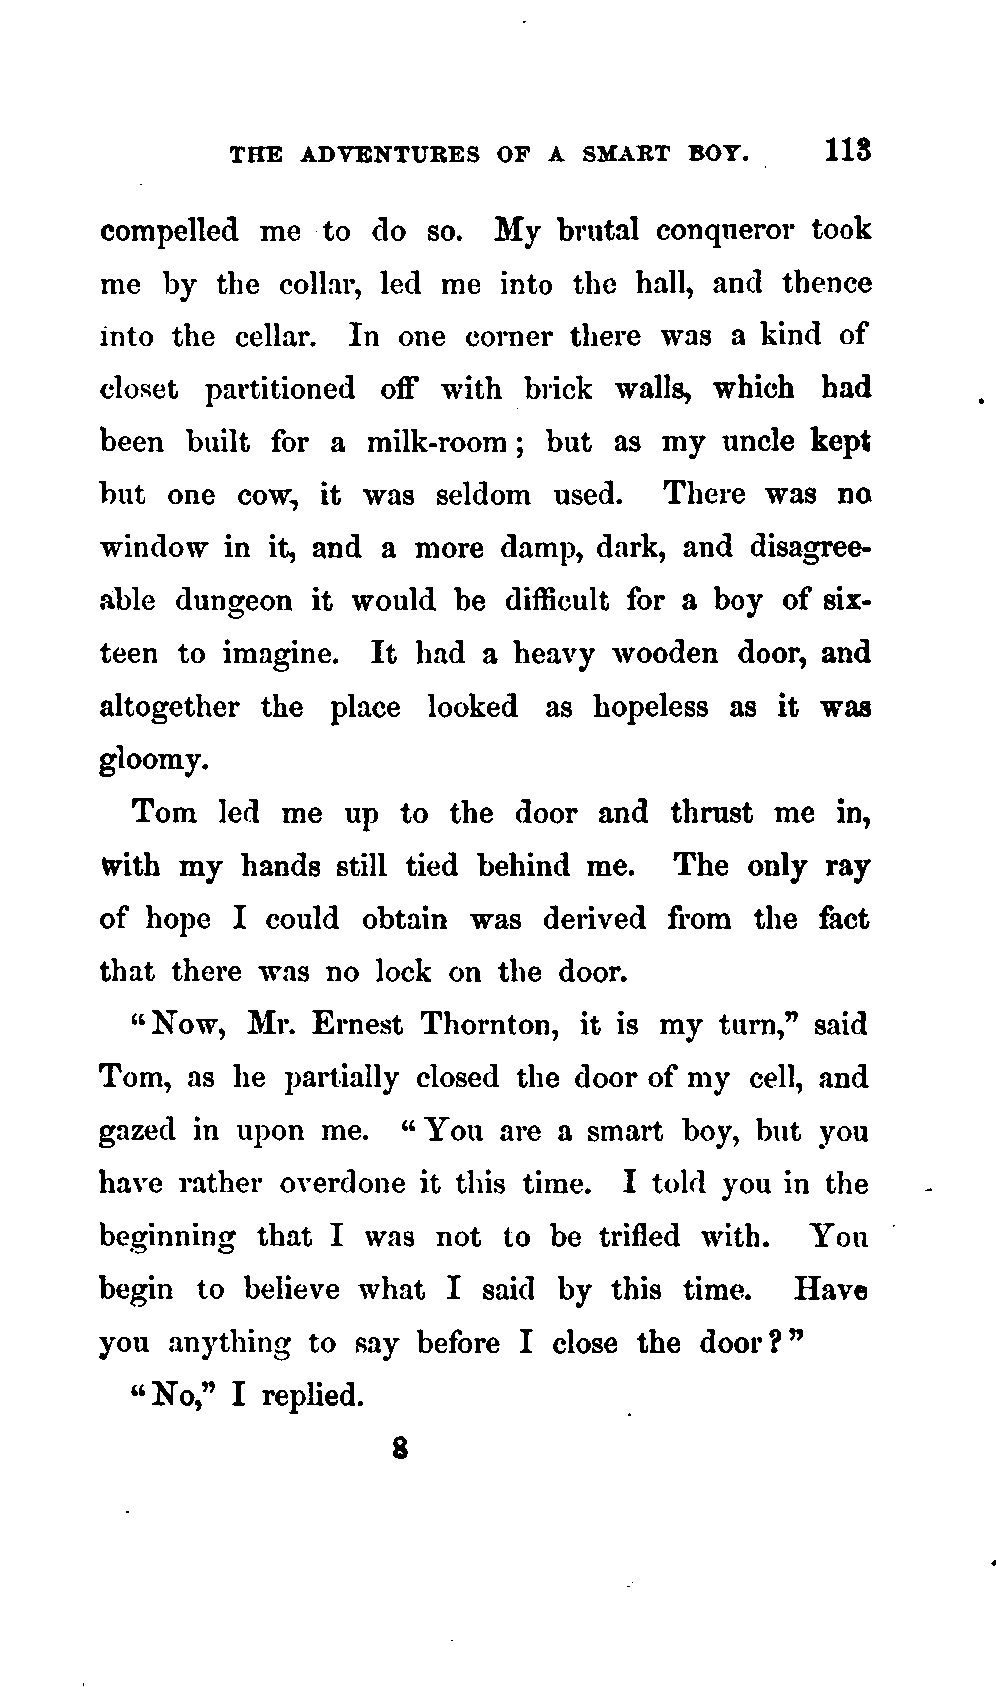 THE ADVENTURES OF A SMART BOY. 113
compelled me to do so. My brutal conqueror took
me by the collar, led me into the hall, and thence
into the cellar. In one corner there was a kind of
closet partitioned off with brick walls, which had
been built for a milk-room; but as my uncle kept
but one cow, it was seldom used. There was no
window in it, and a more damp, dark, and disagree-
able dungeon it would be difficult for a boy of six-
teen to imagine. It had a heavy wooden door, and
altogether the place looked as hopeless as it was
gloomy.
Tom led me up to the door and thrust me in,
with my hands still tied behind me. The only ray
of hope I could obtain was derived from the fact
that there was no lock on the door.
“Now, Mr. Ernest Thornton, it is my turn,” said
Tom, as he partially closed the door of my cell, and
gazed in upon me. “You are a smart boy, but you
have rather overdone it this time. I told you in the
beginning that I was not to be trifled with. You
begin to believe what I said by this time. Have
you anything to say before I close the door?”
“No,” I replied.
8